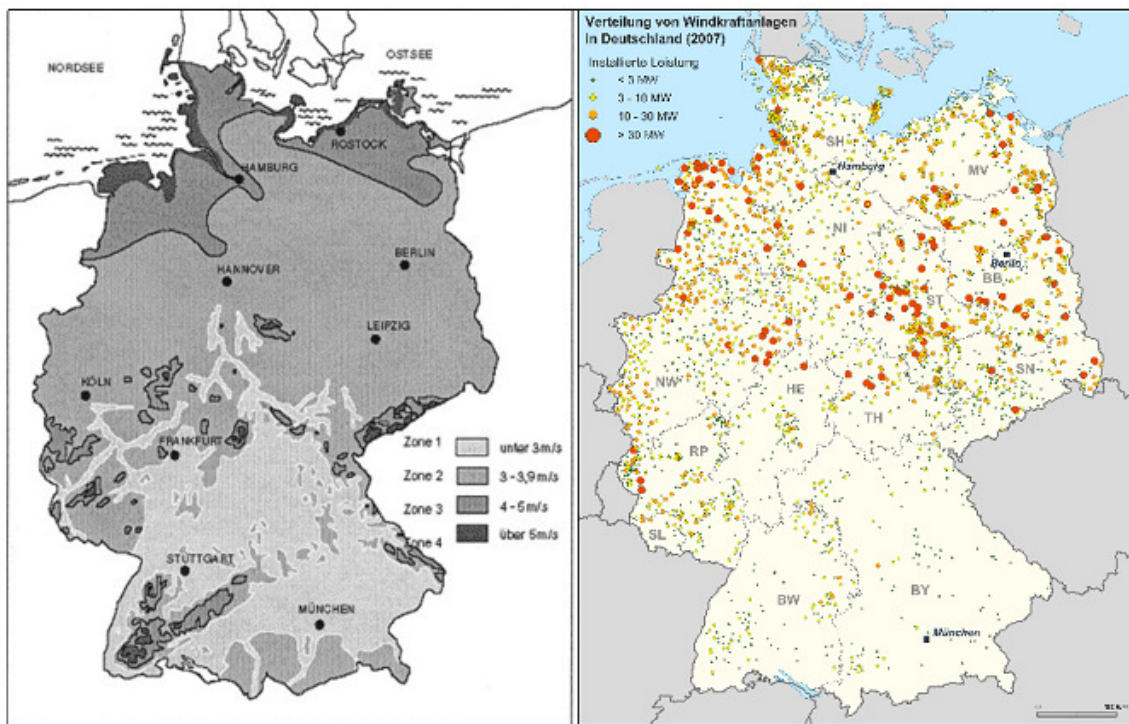 NORDSEE
OSTSEE
ROSTOCK
HAMBURG
BERLIN
HANNOVER
LEIPZIG
KÖLN
FRANKFURT
Zone 1 unter 3m/s
Zone 2 3-3,9m/s
Zone 3 4-5m/s
Zone 4 über 5m/s
STUTTGART
MÜNCHEN
Verteilung von Windkraftanlagen
in Deutschland (2007)
Installierte Leistung
< 3 MW
3 - 10 MW
10 - 30 MW
> 30 MW
SH
Hamburg
MV
NI
Berlin
BB
ST
NW
HE
SN
TH
RP
SL
BW
BY
München